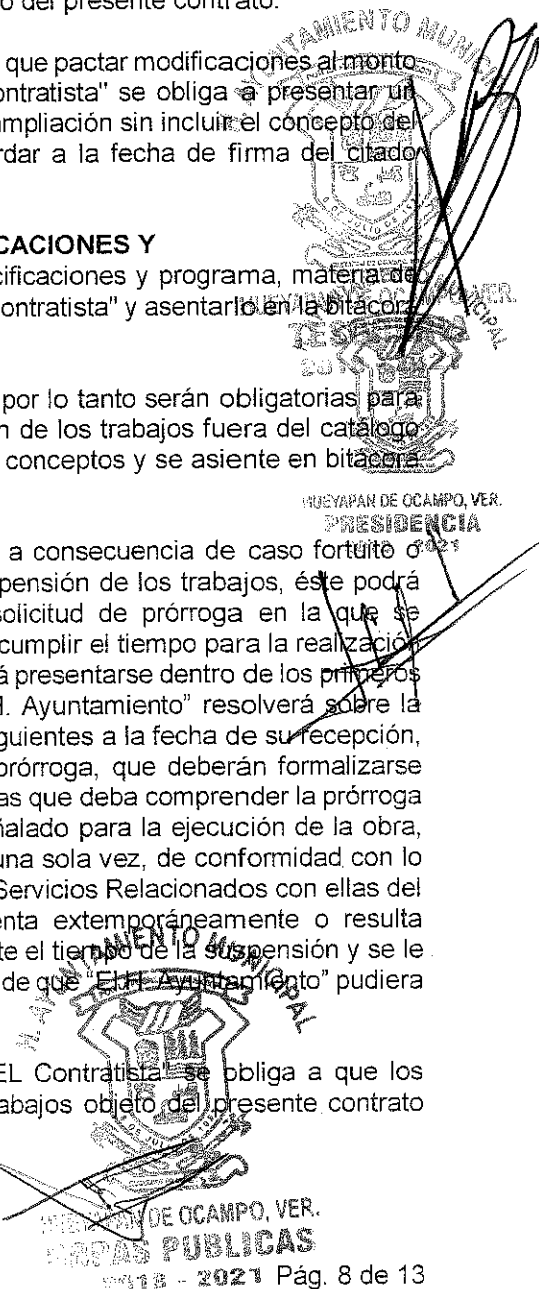 del presente contrato.
que pactar modificaciones al monto
ontratista" se obliga a presentar un
ampliación sin incluir el concepto del
rdar a la fecha de firma del citado
AYUNTAMIENTO MUNICIPAL
CACIONES Y
cificaciones y programa, materia de
ontratista" y asentarlo en la bitácora
por lo tanto serán obligatorias para
n de los trabajos fuera del catálogo
conceptos y se asiente en bitácora
HUEYAPAN DE OCAMPO, VER.
PRESIDENCIA
2021
a consecuencia de caso fortuito o
pensión de los trabajos, éste podrá
solicitud de prórroga en la que se
cumplir el tiempo para la realización
á presentarse dentro de los primeros
H. Ayuntamiento" resolverá sobre la
guientes a la fecha de su recepción,
prórroga, que deberán formalizarse
as que deba comprender la prórroga
ñalado para la ejecución de la obra,
una sola vez, de conformidad con lo
Servicios Relacionados con ellas del
enta extemporáneamente o resulta
te el tiempo de la suspensión y se le
de que "El H. Ayuntamiento" pudiera
H. AYUNTAMIENTO MUNICIPAL
EL Contratista" se obliga a que los
abajos objeto del presente contrato
DE OCAMPO, VER.
OBRAS PUBLICAS
2018 - 2021 Pág. 8 de 13